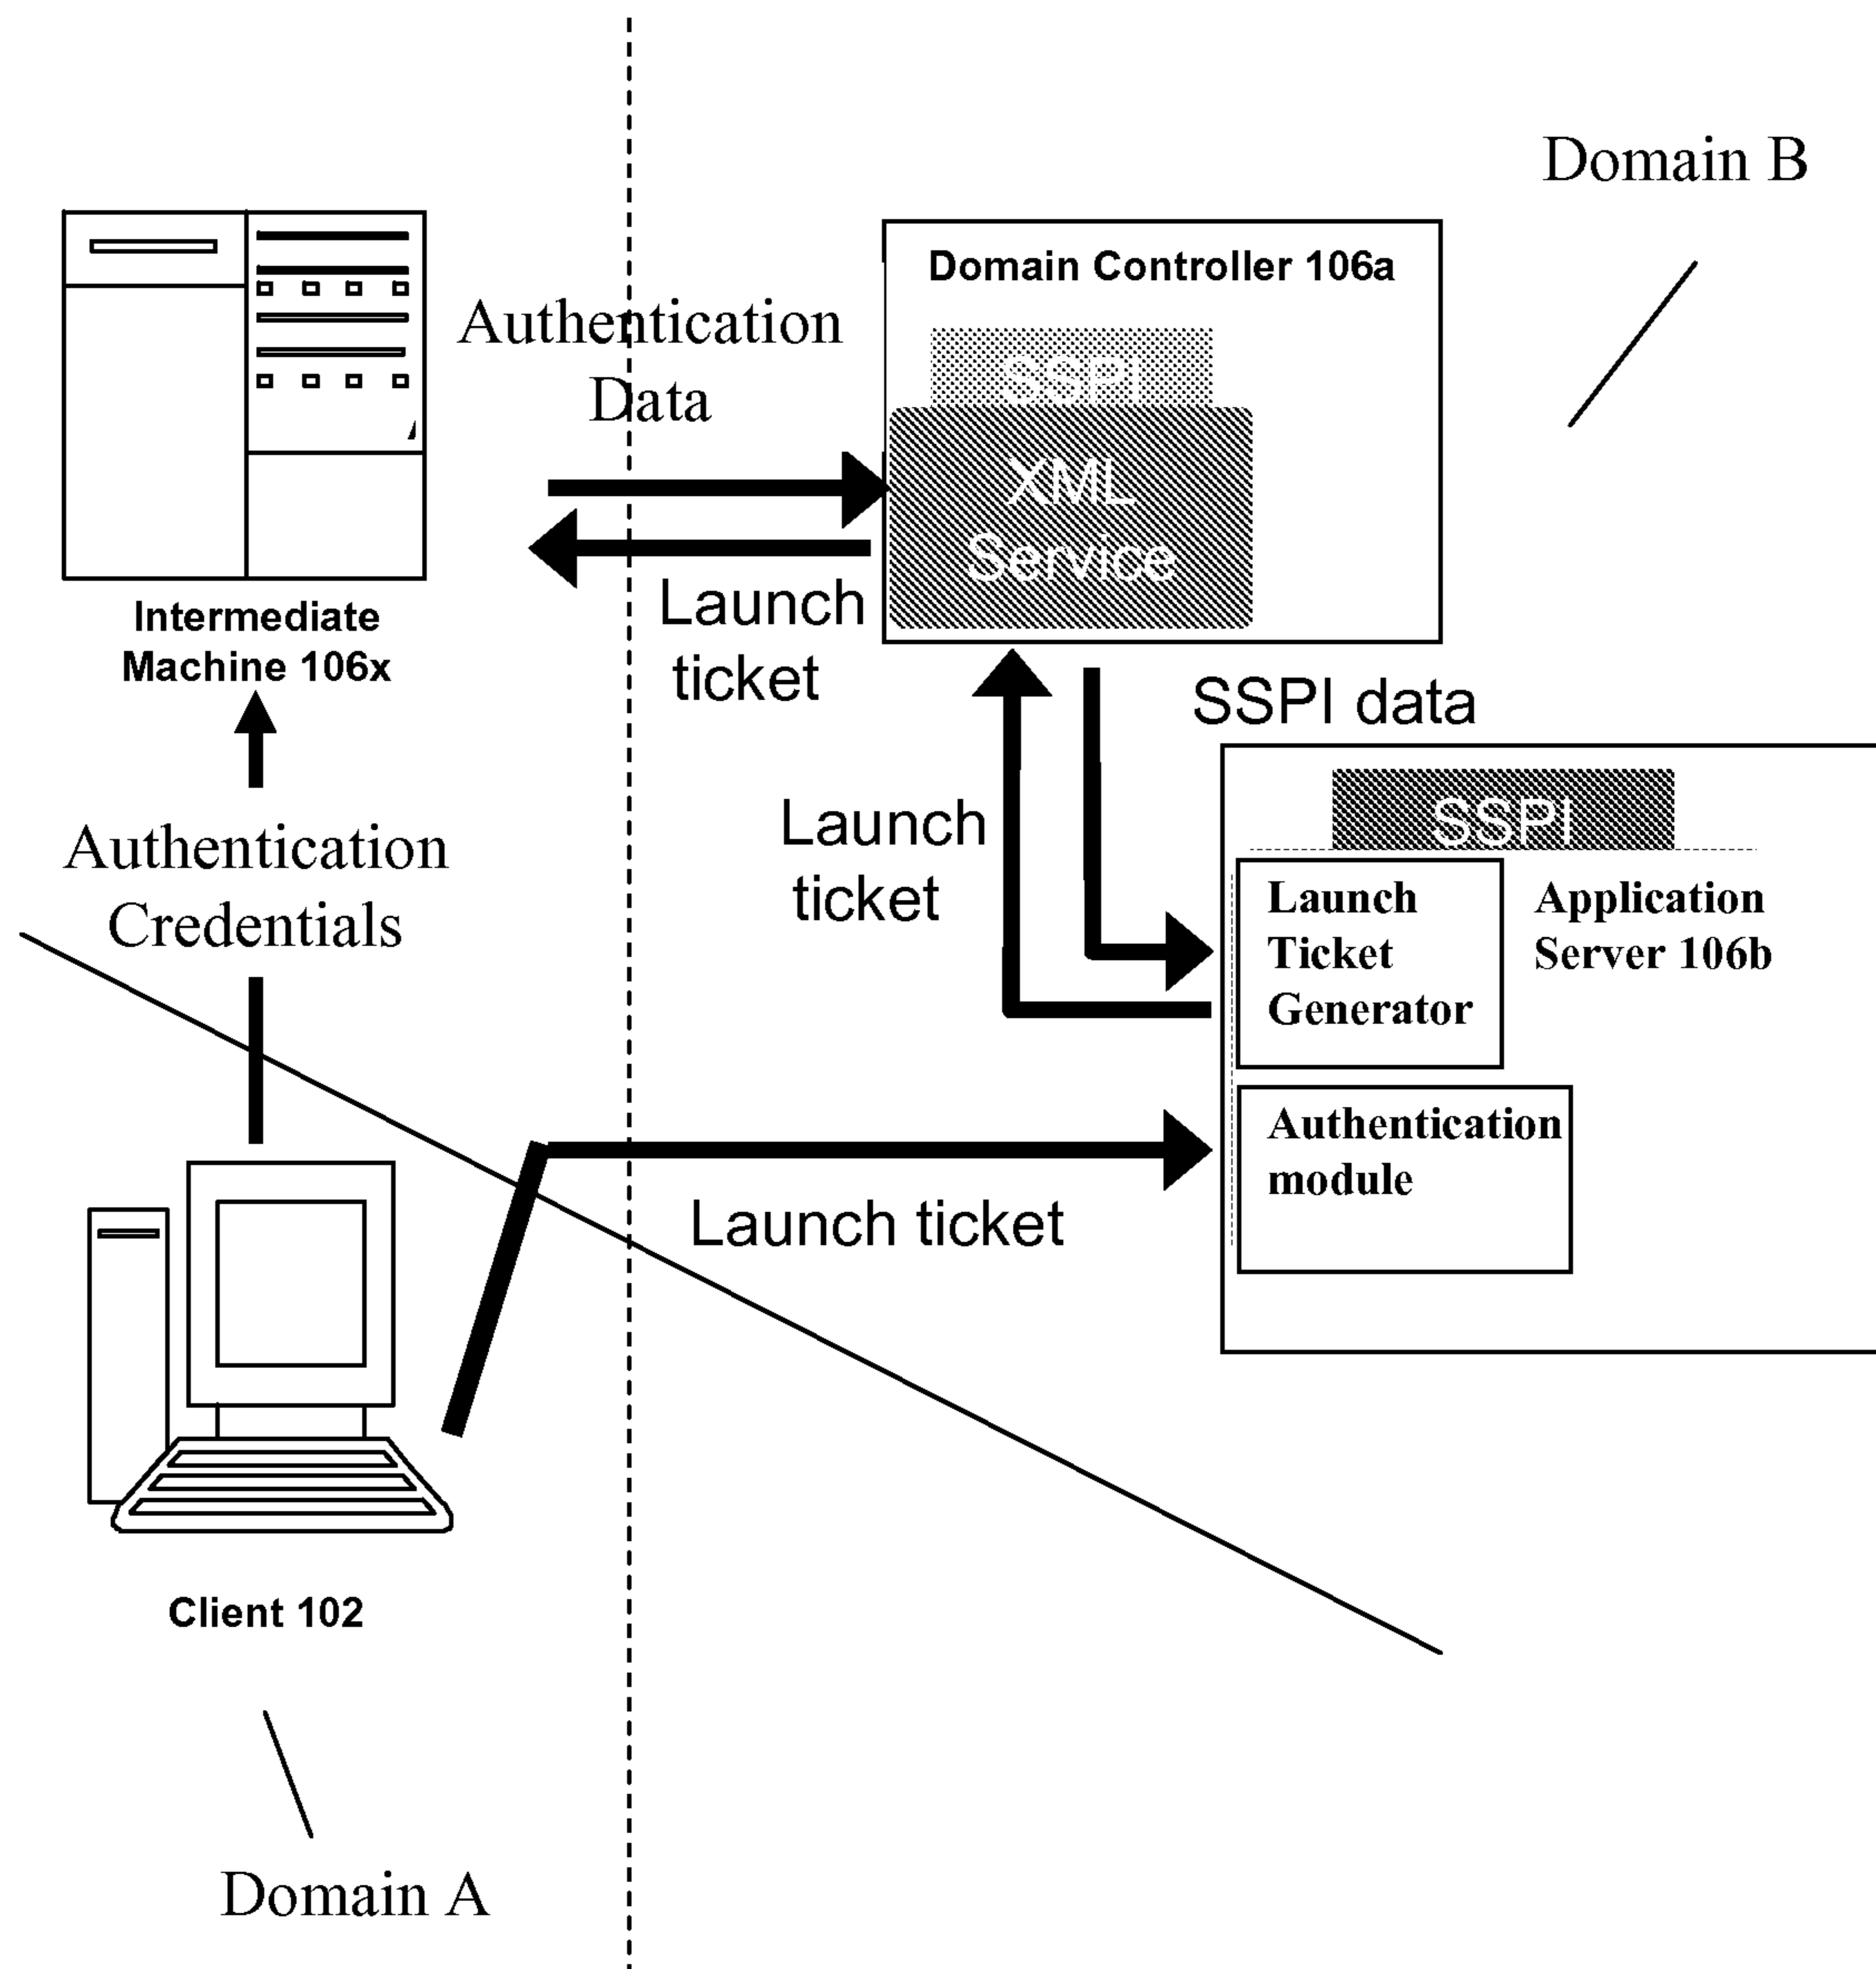 Domain B
Domain Controller 106a
SSPI
XML
Service
Authentication
Data
Launch
ticket
Intermediate
Machine 106x
SSPI data
SSPI
Launch
ticket
Launch
Ticket
Generator
Application
Server 106b
Authentication
Credentials
Authentication
module
Launch ticket
Client 102
Domain A